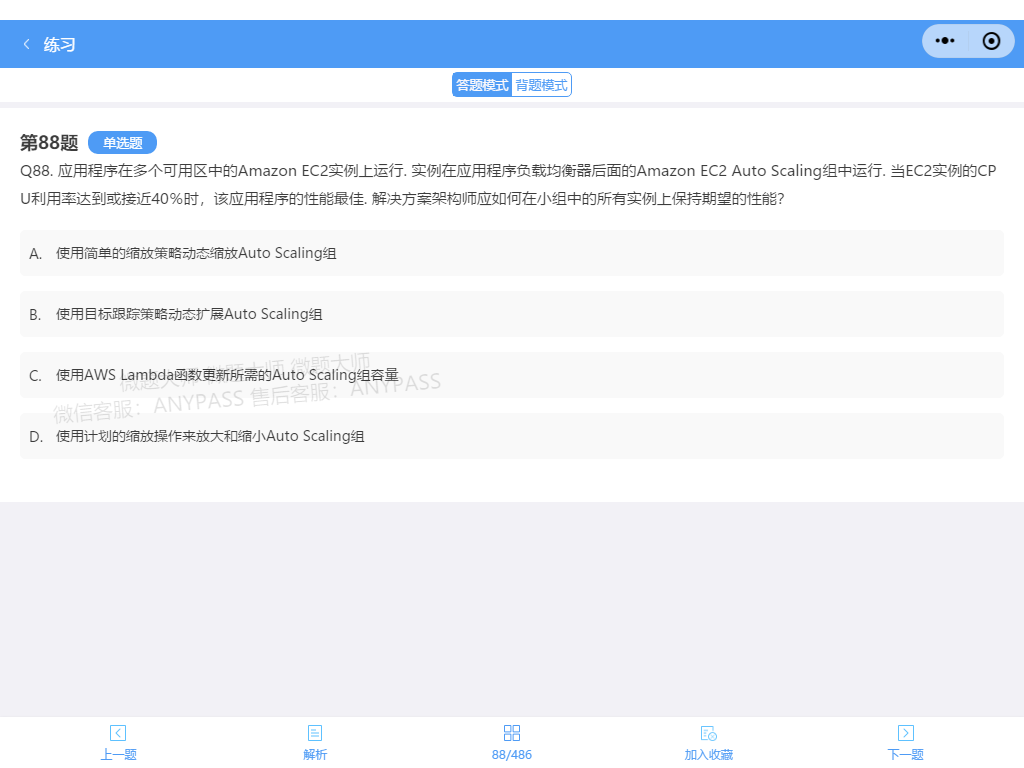 练习
答题模式 背题模式
第88题 单选题
Q88. 应用程序在多个可用区中的Amazon EC2实例上运行. 实例在应用程序负载均衡器后面的Amazon EC2 Auto Scaling组中运行. 当EC2实例的CP
U利用率达到或接近40%时，该应用程序的性能最佳. 解决方案架构师应如何在小组中的所有实例上保持期望的性能？
A. 使用简单的缩放策略动态缩放Auto Scaling组
B. 使用目标跟踪策略动态扩展Auto Scaling组
C. 使用AWS Lambda函数更新所需的Auto Scaling组容量
微题大师 微题大师 微题大师
微信客服：ANYPASS 售后客服：ANYPASS
D. 使用计划的缩放操作来放大和缩小Auto Scaling组
上一题 解析 88/486 加入收藏 下一题